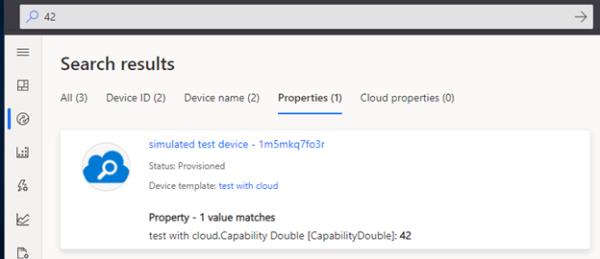 42
Search results
All (3) Device ID (2) Device name (2) Properties (1) Cloud properties (0)
simulated test device - 1m5mkq7fo3r
Status: Provisioned
Device template: test with cloud
Property - 1 value matches
test with cloud.Capability Double [CapabilityDouble]: 42